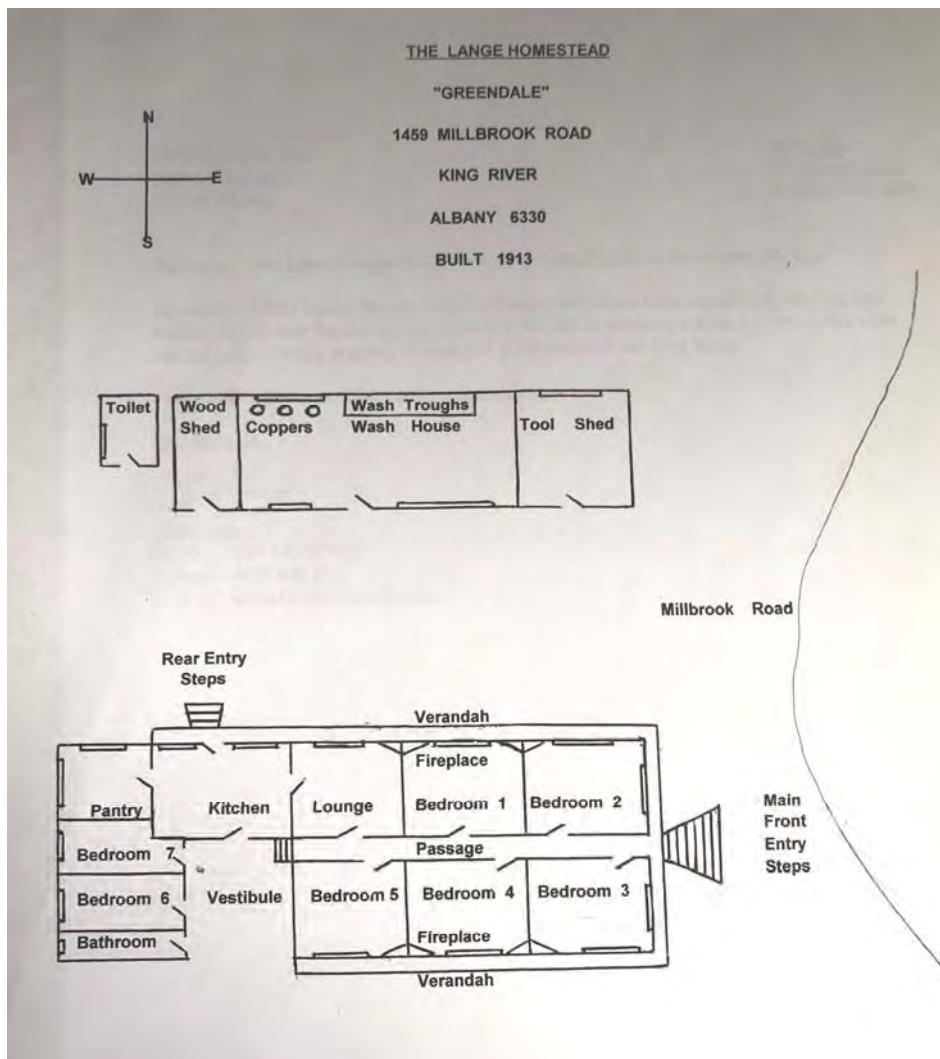 THE LANGE HOMESTEAD
"GREENDALE"
1459 MILLBROOK ROAD
KING RIVER
ALBANY 6330
BUILT 1913
N
W E
S
Toilet
Wood
Shed
Coppers
Wash Troughs
Wash House
Tool Shed
Millbrook Road
Rear Entry
Steps
Verandah
Fireplace
Pantry
Kitchen
Lounge
Bedroom 1
Bedroom 2
Main
Front
Entry
Steps
Passage
Bedroom 7
Bedroom 6
Vestibule
Bedroom 5
Bedroom 4
Bedroom 3
Bathroom
Fireplace
Verandah